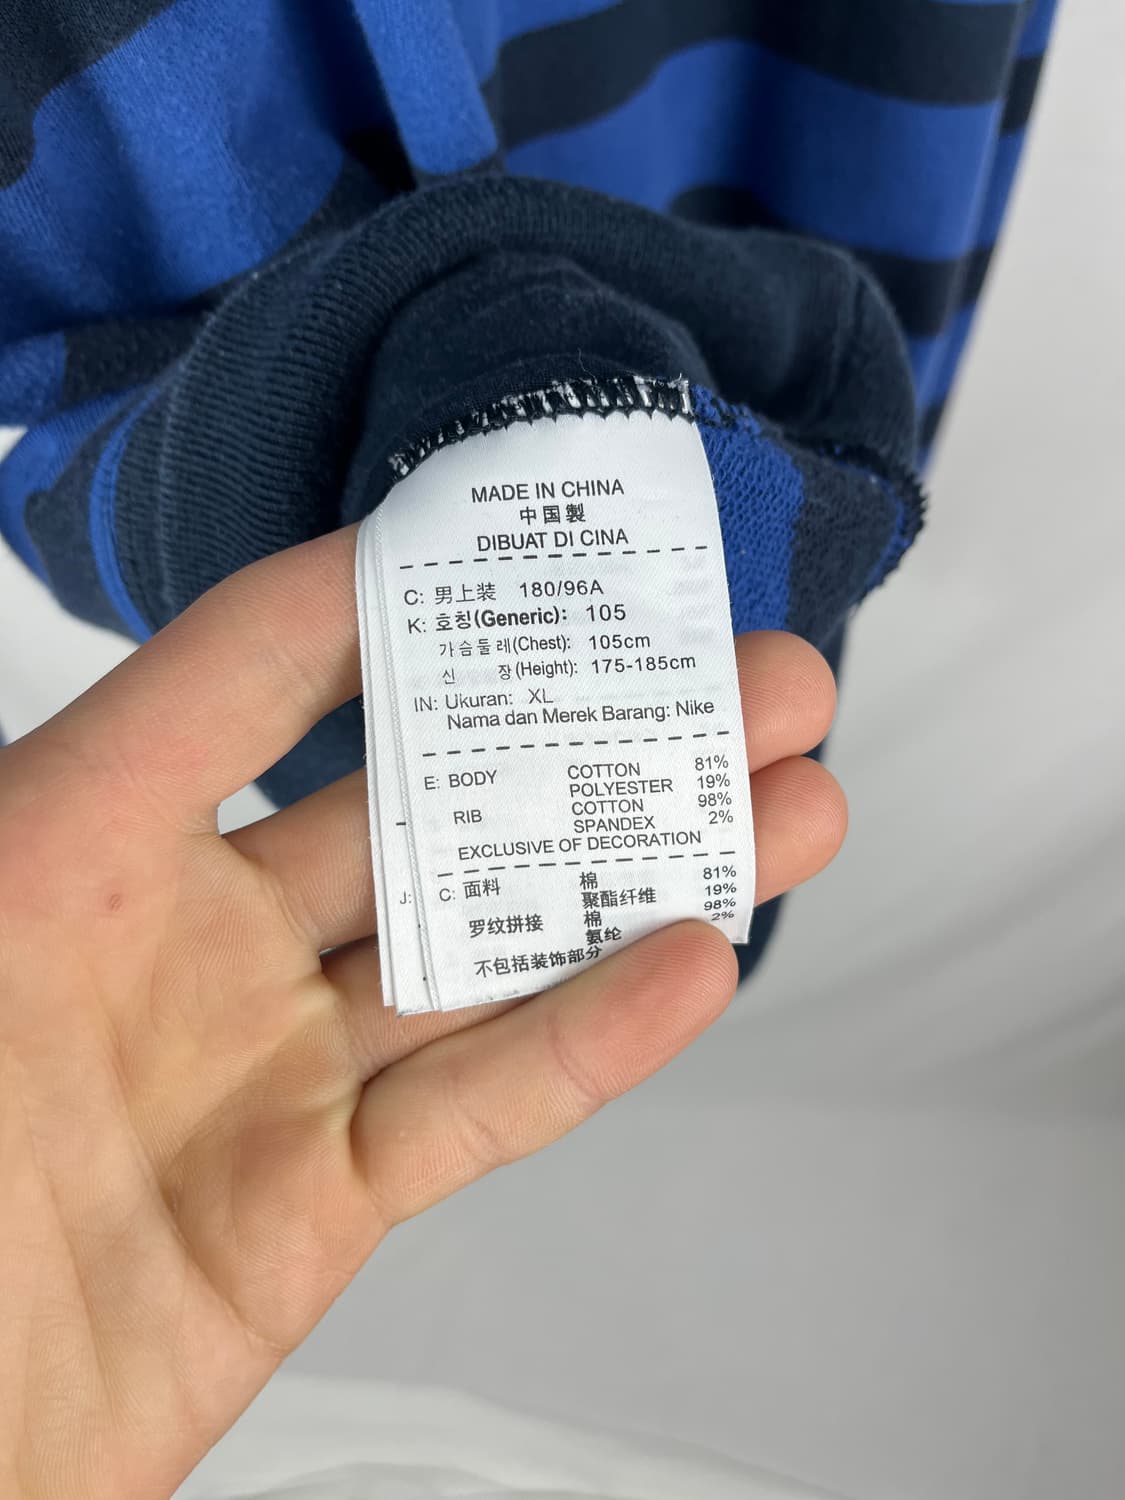 MADE IN CHINA
中国製
DIBUAT DI CINA
C: 男上装 180/96A
K: 호칭(Generic): 105
가슴둘레(Chest): 105cm
신 장(Height): 175-185cm
IN: Ukuran: XL
Nama dan Merek Barang: Nike
E: BODY COTTON 81%
POLYESTER 19%
RIB COTTON 98%
SPANDEX 2%
EXCLUSIVE OF DECORATION
J:
C: 面料 棉 81%
聚酯纤维 19%
罗纹拼接 棉 98%
氨纶 2%
不包括装饰部分